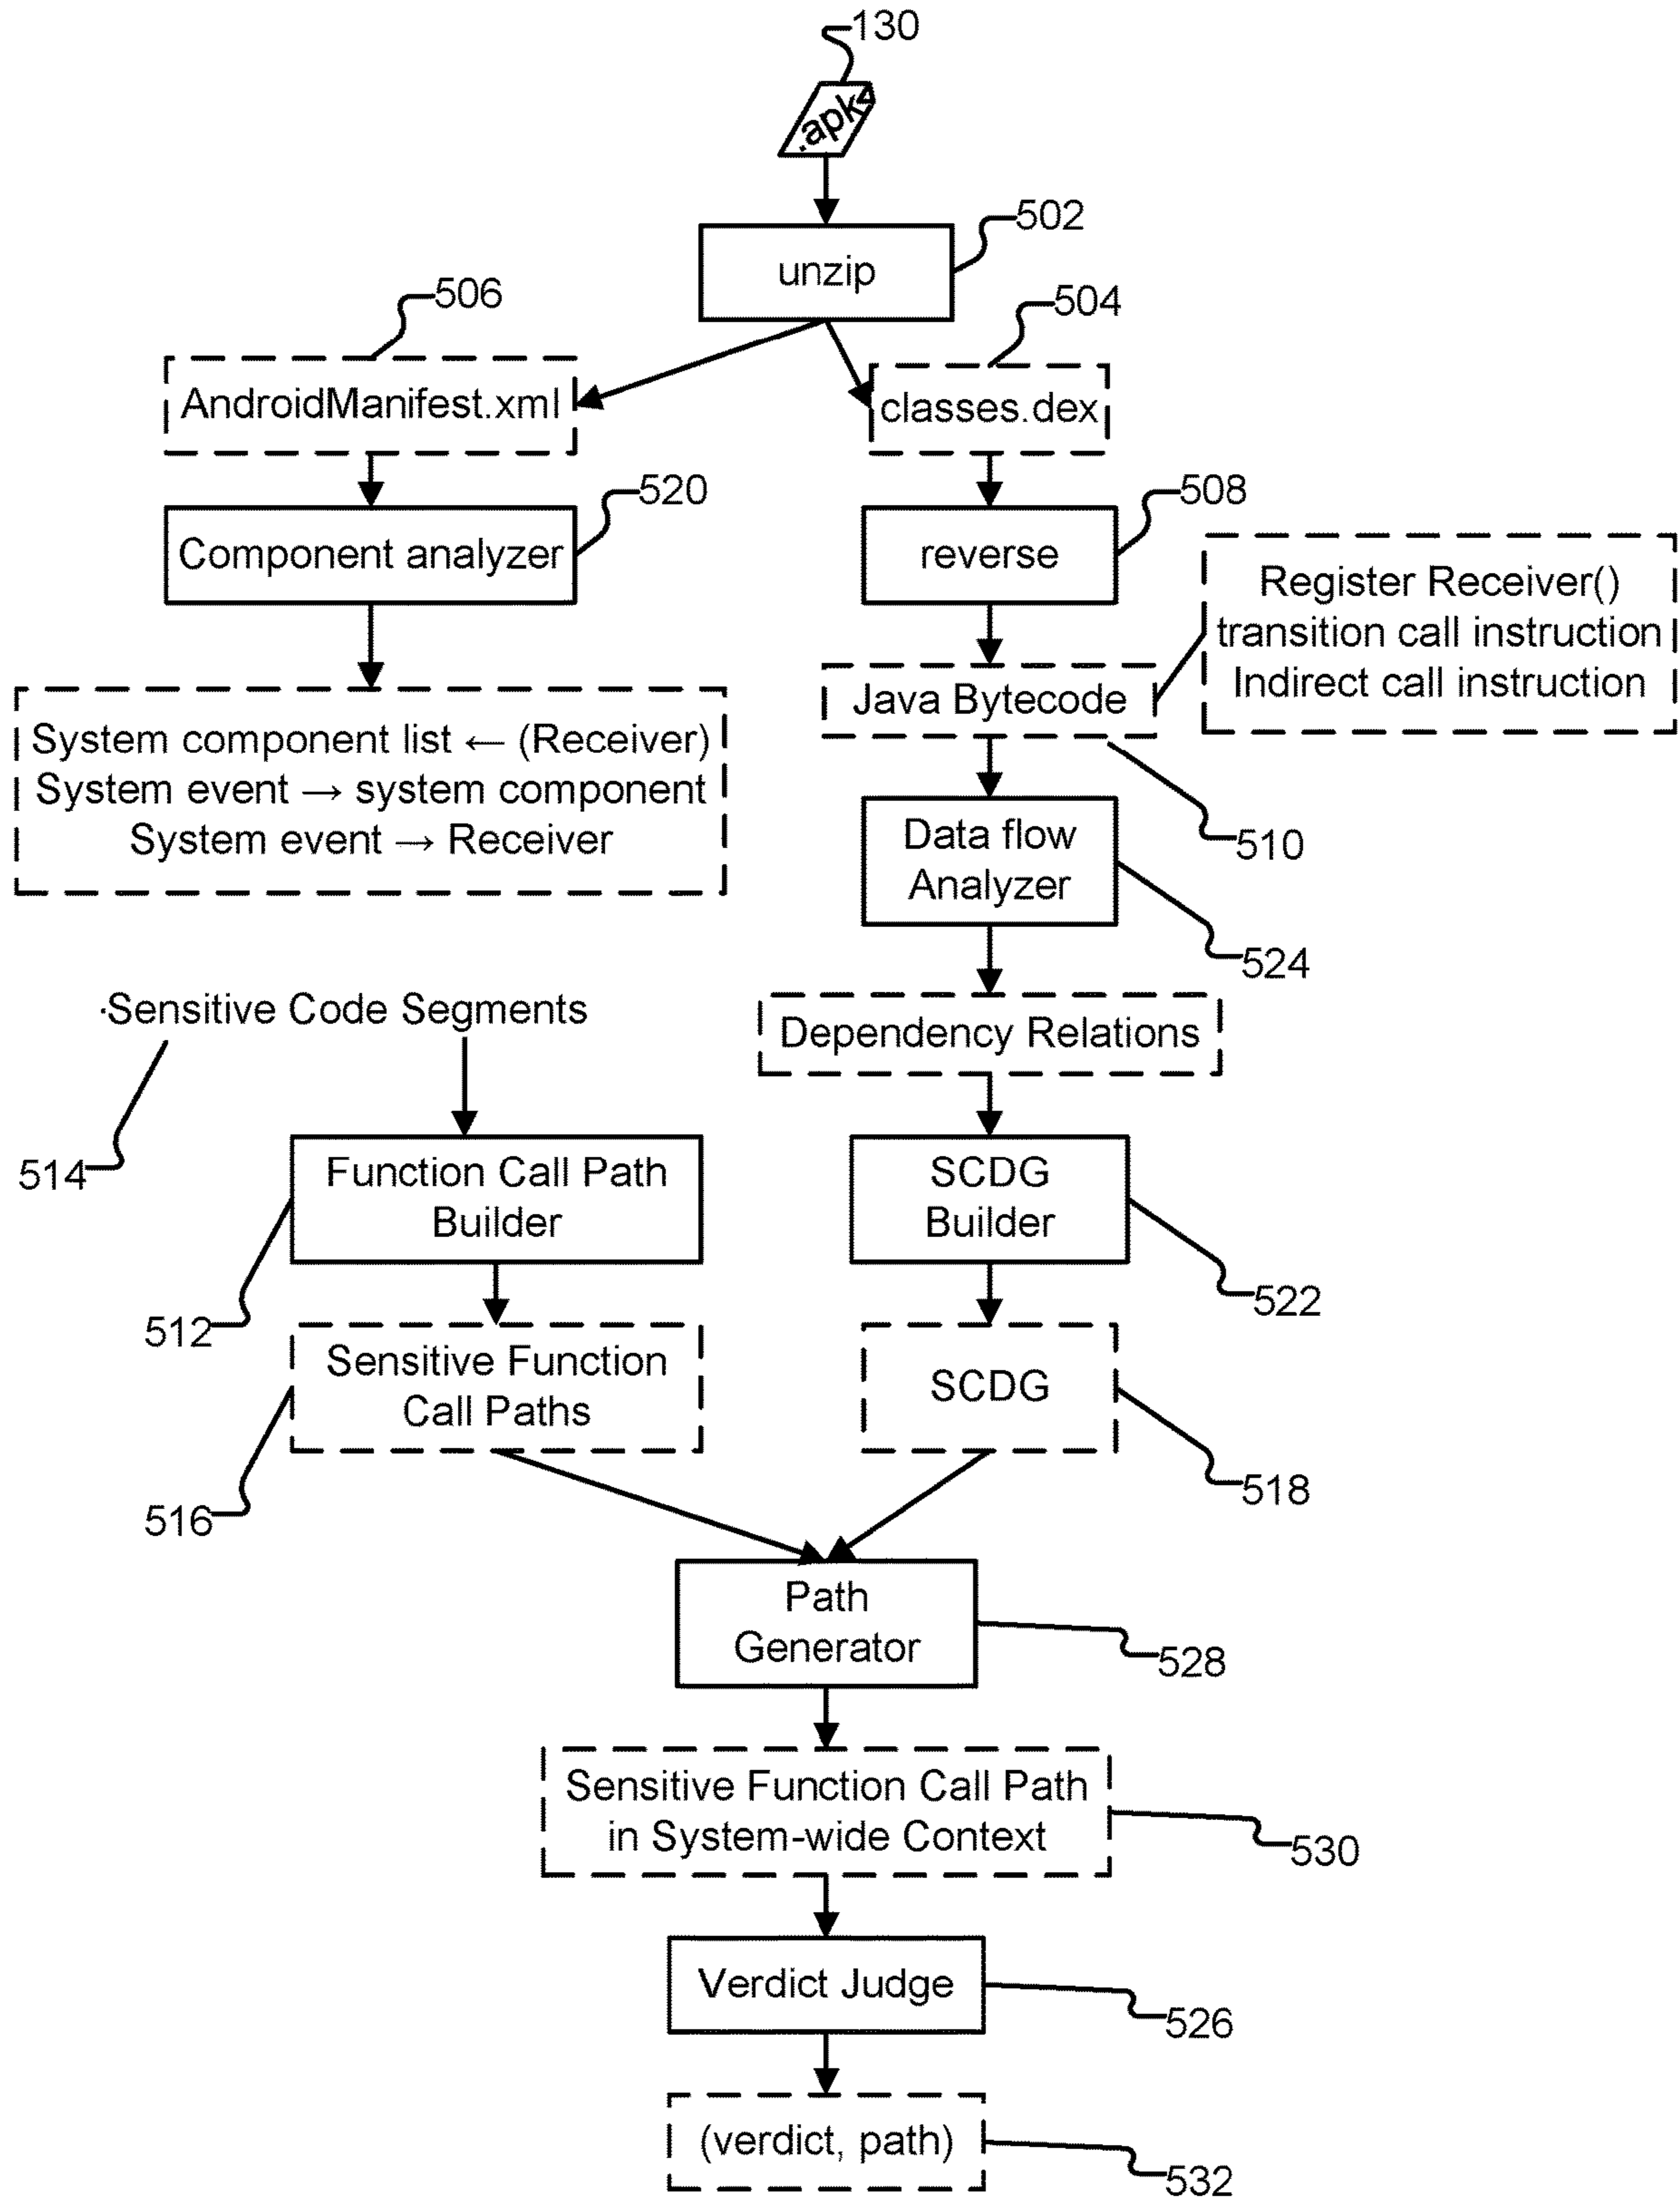 130
.apk
502
unzip
506
504
AndroidManifest.xml
classes.dex
520
508
Component analyzer
reverse
Register Receiver()
transition call instruction
Indirect call instruction
Java Bytecode
System component list ← (Receiver)
System event → system component
System event → Receiver
510
Data flow
Analyzer
524
Sensitive Code Segments
Dependency Relations
514
Function Call Path
Builder
SCDG
Builder
512
522
Sensitive Function
Call Paths
SCDG
516
518
Path
Generator
528
Sensitive Function Call Path
in System-wide Context
530
Verdict Judge
526
(verdict, path)
532